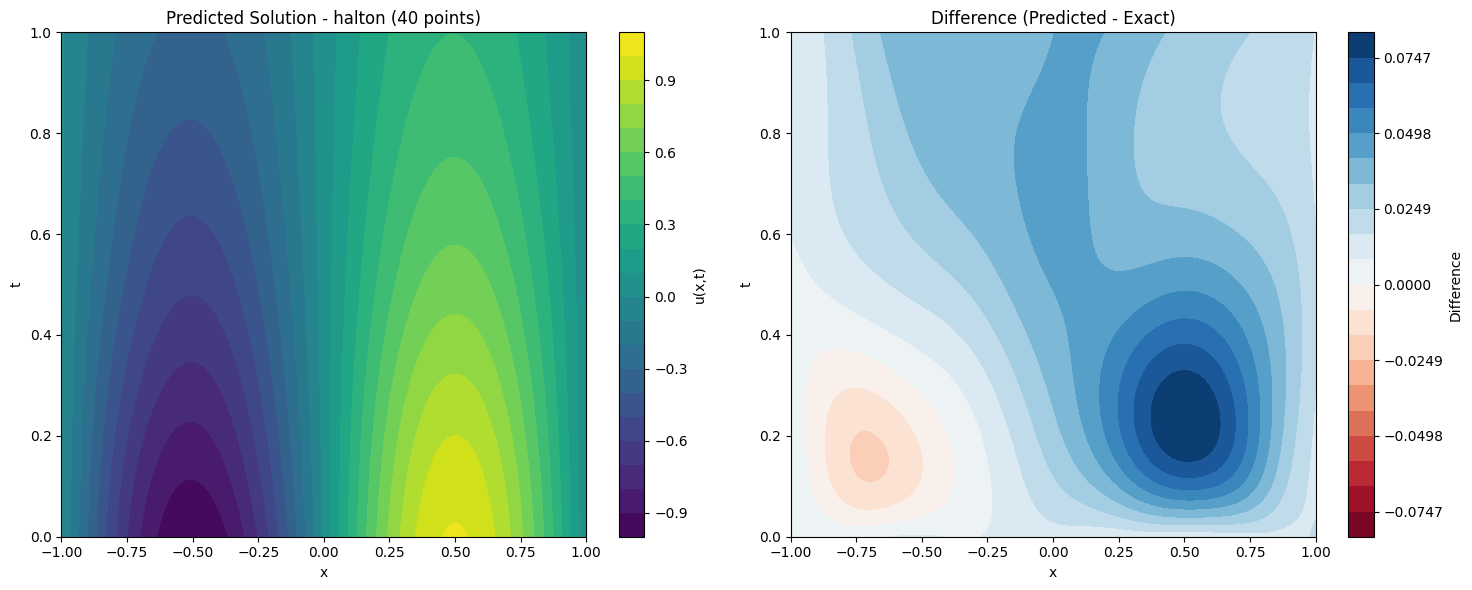 Predicted Solution - halton (40 points)
1.0
0.8
0.6
0.4
0.2
0.0
t
−1.00 −0.75 −0.50 −0.25 0.00 0.25 0.50 0.75 1.00
x
0.9
0.6
0.3
0.0
−0.3
−0.6
−0.9
u(x,t)
Difference (Predicted - Exact)
1.0
0.8
0.6
0.4
0.2
0.0
t
−1.00 −0.75 −0.50 −0.25 0.00 0.25 0.50 0.75 1.00
x
0.0747
0.0498
0.0249
0.0000
−0.0249
−0.0498
−0.0747
Difference